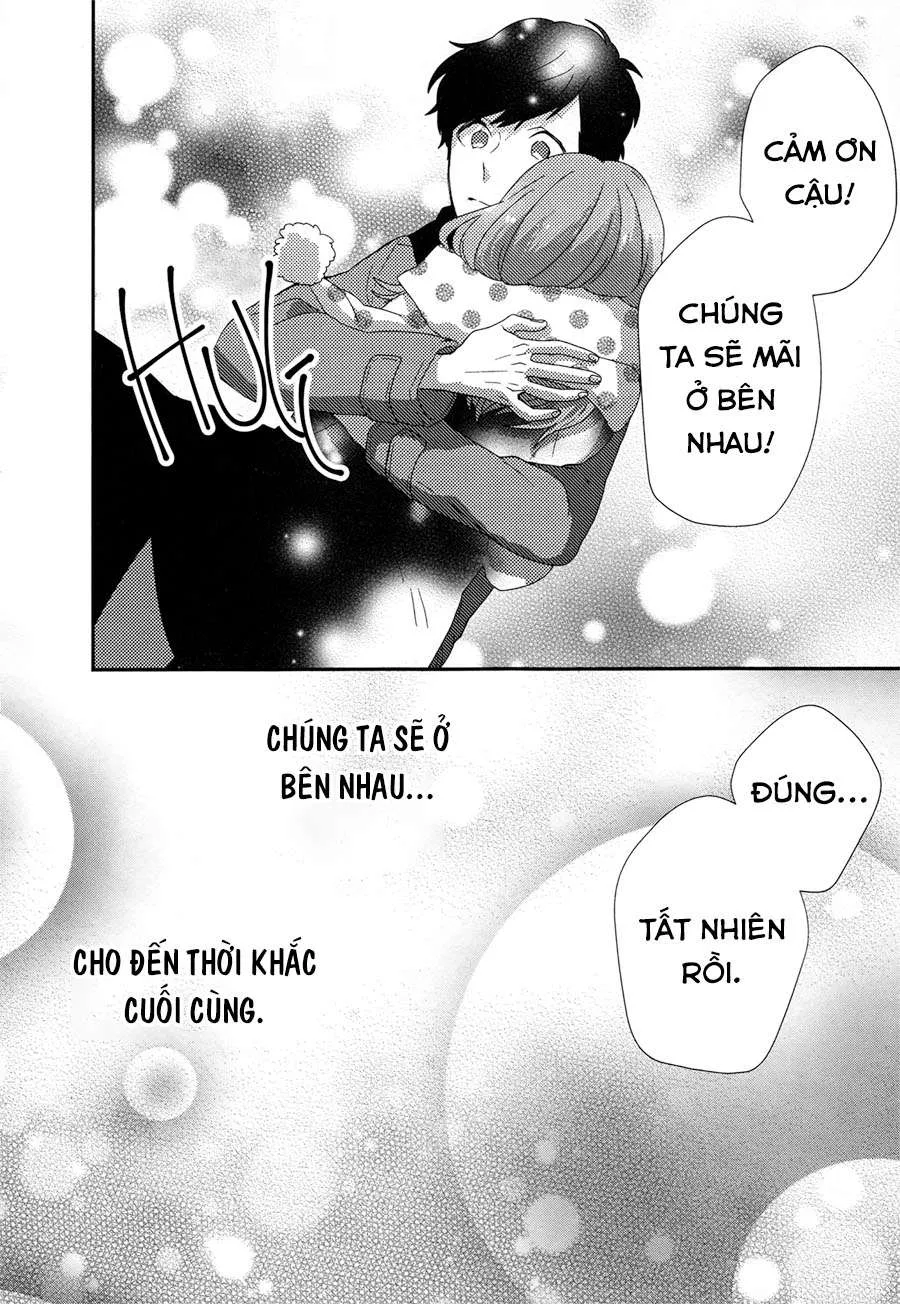 CẢM ƠN
CẬU!
CHÚNG
TA SẼ MÃI
Ở BÊN
NHAU!
HUG
ĐÚNG...
TẤT NHIÊN
RỒI.
CHÚNG TA SẼ Ở
BÊN NHAU...
CHO ĐẾN THỜI KHẮC
CUỐI CÙNG.